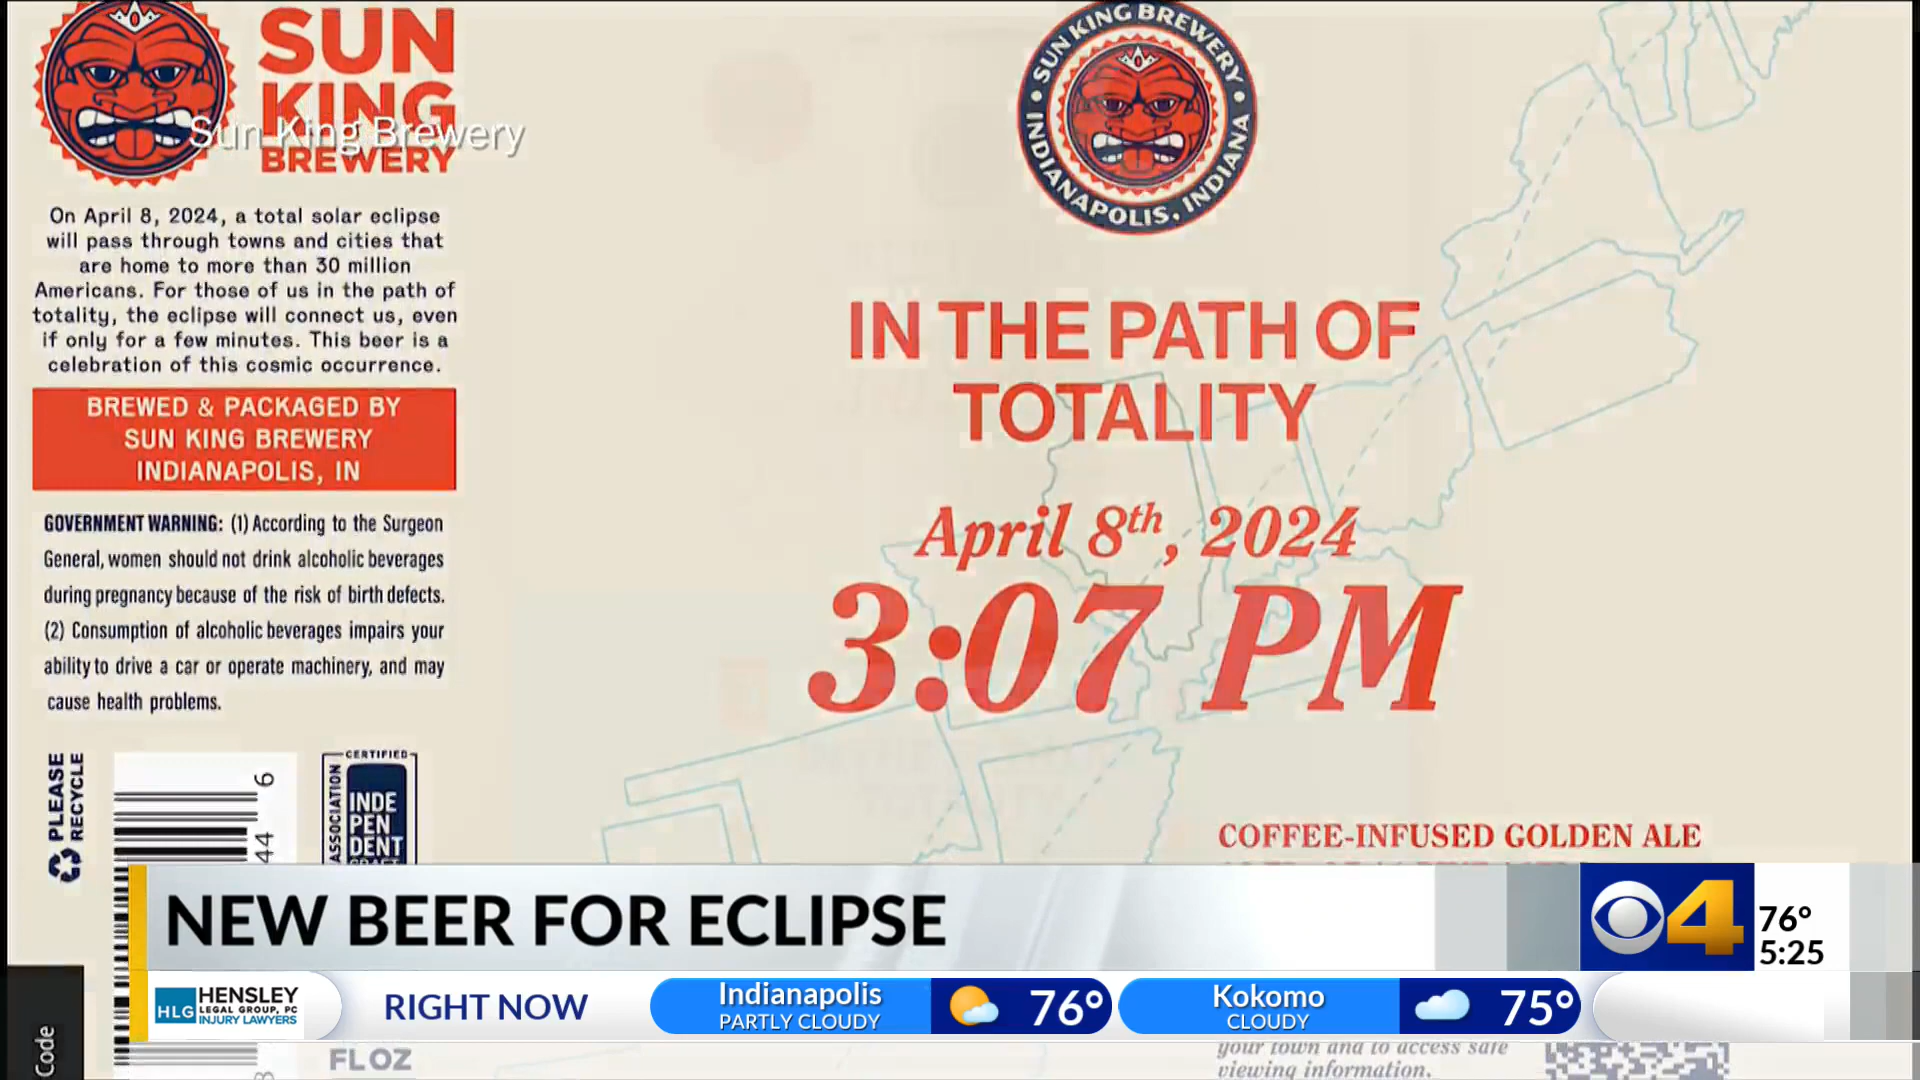 SUN
KING
BREWERY
Sun King Brewery
On April 8, 2024, a total solar eclipse
will pass through towns and cities that
are home to more than 30 million
Americans. For those of us in the path of
totality, the eclipse will connect us, even
if only for a few minutes. This beer is a
celebration of this cosmic occurrence.
BREWED & PACKAGED BY
SUN KING BREWERY
INDIANAPOLIS, IN
GOVERNMENT WARNING: (1) According to the Surgeon
General, women should not drink alcoholic beverages
during pregnancy because of the risk of birth defects.
(2) Consumption of alcoholic beverages impairs your
ability to drive a car or operate machinery, and may
cause health problems.
PLEASE
RECYCLE
44 6
CERTIFIED
ASSOCIATION
INDE
PEN
DENT
Code
FL OZ
SUN KING BREWERY
INDIANAPOLIS, INDIANA
IN THE PATH OF
TOTALITY
April 8th, 2024
3:07 PM
COFFEE-INFUSED GOLDEN ALE
your town and to access safe
viewing information.
NEW BEER FOR ECLIPSE
4
76°
5:25
HLG HENSLEY
LEGAL GROUP, PC
INJURY LAWYERS
RIGHT NOW
Indianapolis
PARTLY CLOUDY
76°
Kokomo
CLOUDY
75°